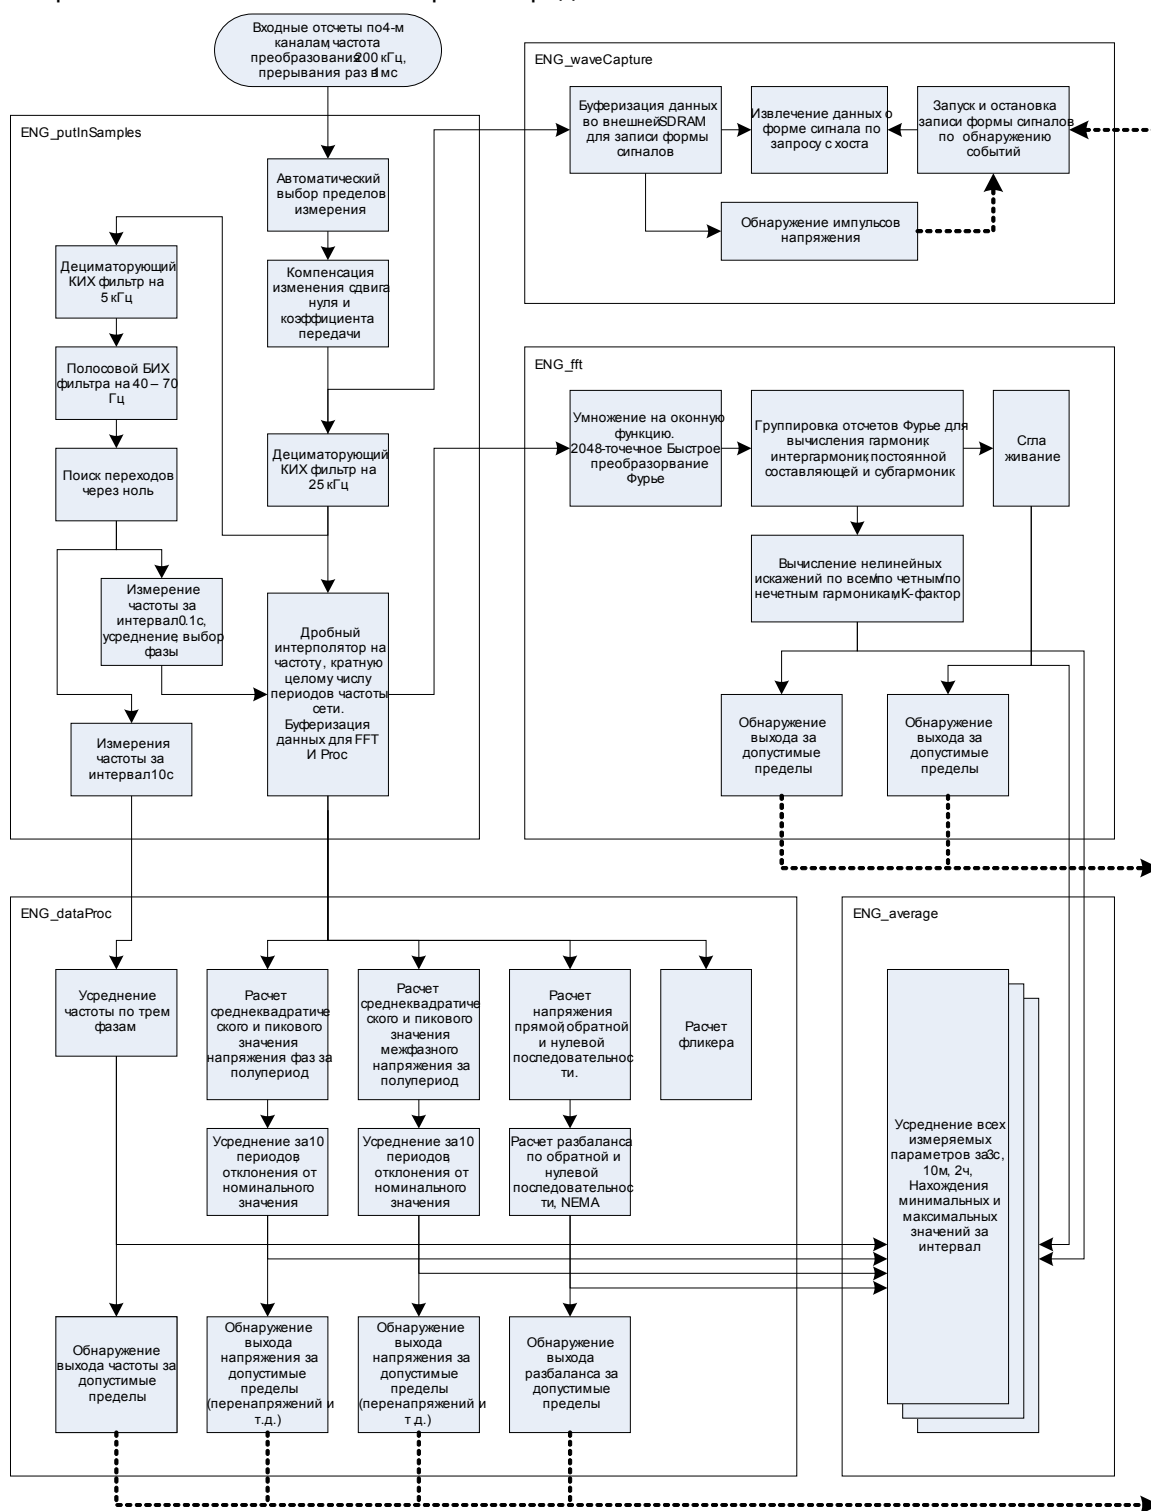 Входные отсчеты по 4-м
каналам, частота
преобразования 200 кГц,
прерывания раз в 1мс
ENG_putInSamples
Автоматический
выбор пределов
измерения
Дециматорующий
КИХ фильтр на
5 кГц
Компенсация
изменения сдвига
нуля и
коэффициента
передачи
Полосовой БИХ
фильтра на 40 – 70
Гц
Дециматорующий
КИХ фильтр на
25 кГц
Поиск переходов
через ноль
Измерение
частоты за
интервал 0.1с,
усреднение, выбор
фазы
Дробный
интерполятор на
частоту, кратную
целому числу
периодов частоты
сети.
Буферизация
данных для FFT
И Proc
Измерения
частоты за
интервал 10с
ENG_waveCapture
Буферизация данных
во внешней SDRAM
для записи формы
сигналов
Извлечение данных о
форме сигнала по
запросу с хоста
Запуск и остановка
записи формы сигналов
по обнаружению
событий
Обнаружение импульсов
напряжения
ENG_fft
Умножение на оконную
функцию.
2048-точечное Быстрое
преобразорвание
Фурье
Группировка отсчетов Фурье для
вычисления гармоник,
интергармоник, постоянной
составляющей и субгармоник
Сгла
живание
Вычисление нелинейных
искажений по всем/по четным/по
нечетным гармоникам, К-фактор
Обнаружение
выхода за
допустимые
пределы
Обнаружение
выхода за
допустимые
пределы
ENG_dataProc
Усреднение
частоты по трем
фазам
Расчет
среднеквадратиче
ского и пикового
значения
напряжения фаз за
полупериод
Расчет
среднеквадратиче
ского и пикового
значения
межфазного
напряжения за
полупериод
Расчет
напряжения
прямой, обратной
и нулевой
последовательнос
ти.
Расчет
фликера
Усреднение за 10
периодов,
отклонения от
номинального
значения
Усреднение за 10
периодов,
отклонения от
номинального
значения
Расчет разбаланса
по обратной и
нулевой
последовательнос
ти, NEMA
Обнаружение
выхода частоты за
допустимые
пределы
Обнаружение
выхода
напряжения за
допустимые
пределы
(перенапряжений и
т.д.)
Обнаружение
выхода
напряжения за
допустимые
пределы
(перенапряжений и
т.д.)
Обнаружение
выхода
разбаланса за
допустимые
пределы
ENG_average
Усреднение всех
измеряемых
параметров за 3с,
10м, 2ч,
Нахождения
минимальных и
максимальных
значений за
интервал